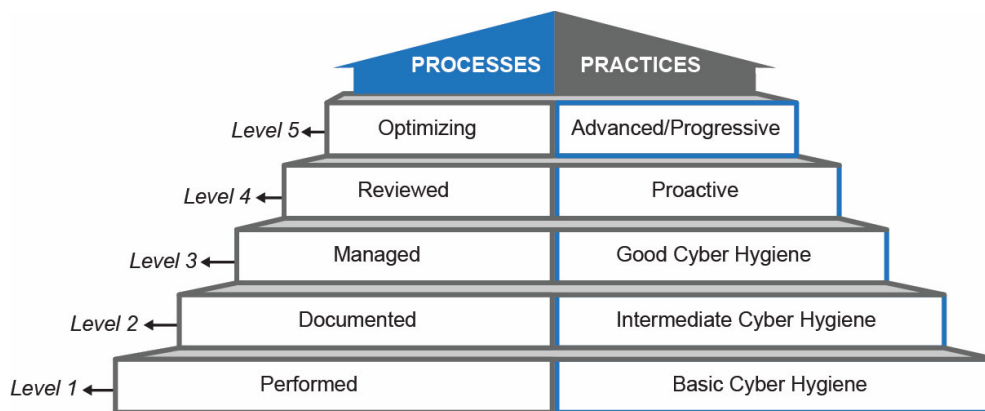 PROCESSES PRACTICES
Level 5 Optimizing Advanced/Progressive
Level 4 Reviewed Proactive
Level 3 Managed Good Cyber Hygiene
Level 2 Documented Intermediate Cyber Hygiene
Level 1 Performed Basic Cyber Hygiene